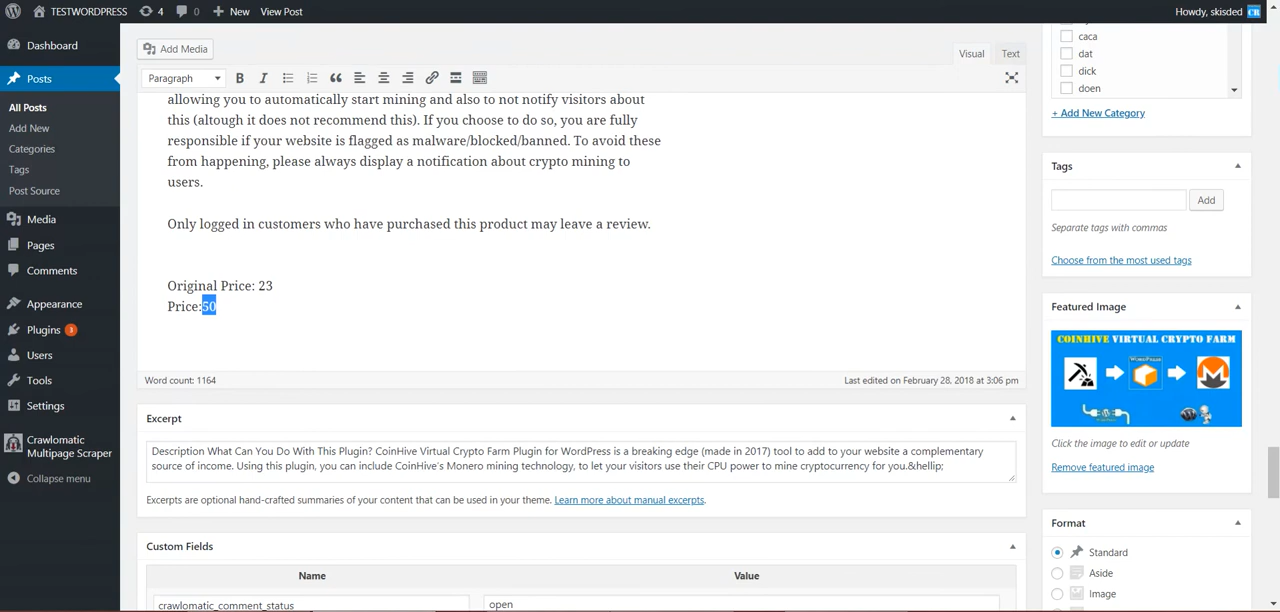 TESTWORDPRESS 4 0 New View Post Howdy, skisded CR
Dashboard
Posts
All Posts
Add New
Categories
Tags
Post Source
Media
Pages
Comments
Appearance
Plugins 3
Users
Tools
Settings
Crawlomatic
Multipage Scraper
Collapse menu
Add Media
Visual Text
Paragraph
allowing you to automatically start mining and also to not notify visitors about
this (altough it does not recommand this). If you choose to do so, you are fully
responsible if your website is flagged as malware/blocked/banned. To avoid these
from happening, please always display a notification about crypto mining to
users.
Only logged in customers who have purchased this product may leave a review.
Original Price: 23
Price:50
Word count: 1164 Last edited on February 28, 2018 at 3:06 pm
Excerpt
Description What Can You Do With This Plugin? CoinHive Virtual Crypto Farm Plugin for WordPress is a breaking edge (made in 2017) tool to add to your website a complementary
source of income. Using this plugin, you can include CoinHive's Monero mining technology, to let your visitors use their CPU power to mine cryptocurrency for you.&hellip;
Excerpts are optional hand-crafted summaries of your content that can be used in your theme. Learn more about manual excerpts.
Custom Fields
Name Value
crawlomatic_comment_status open
caca
dat
dick
doen
+ Add New Category
Tags
Add
Separate tags with commas
Choose from the most used tags
Featured Image
COINHIVE VIRTUAL CRYPTO FARM
Click the image to edit or update
Remove featured image
Format
Standard
Aside
Image